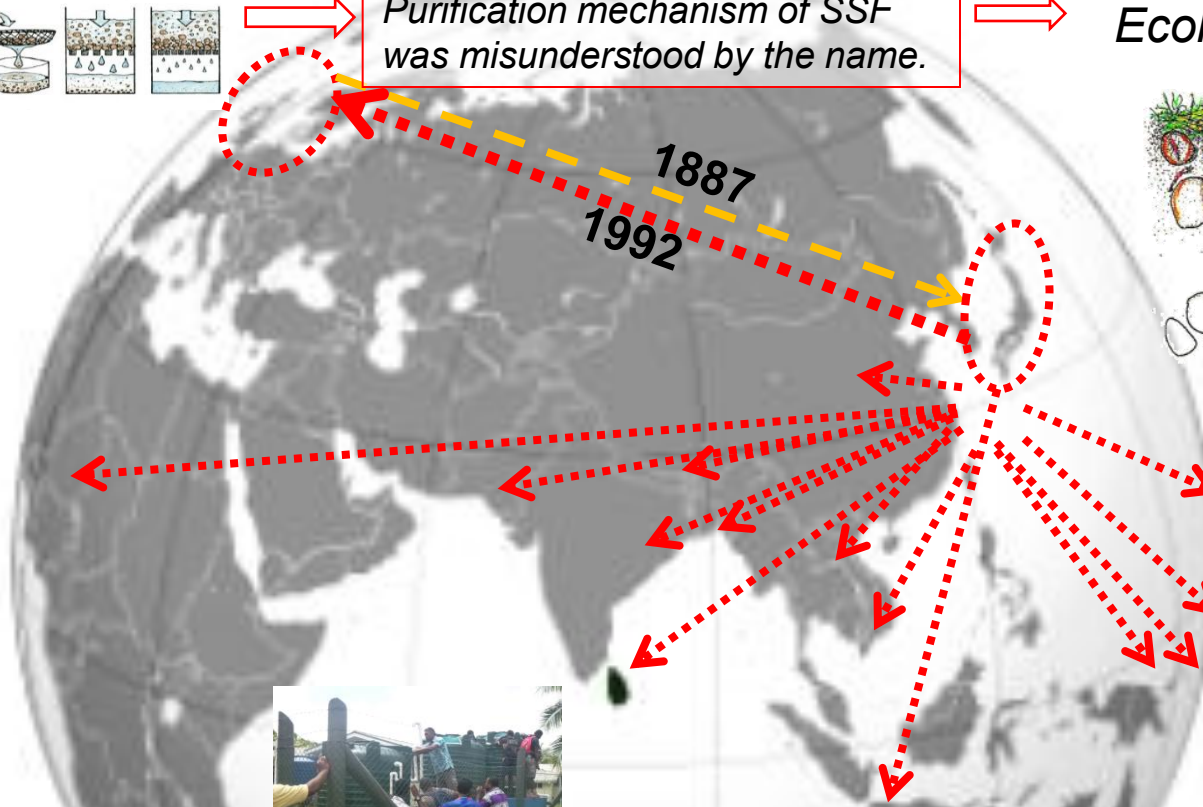 Purification mechanism of SSF
was misunderstood by the name.
1887
1992